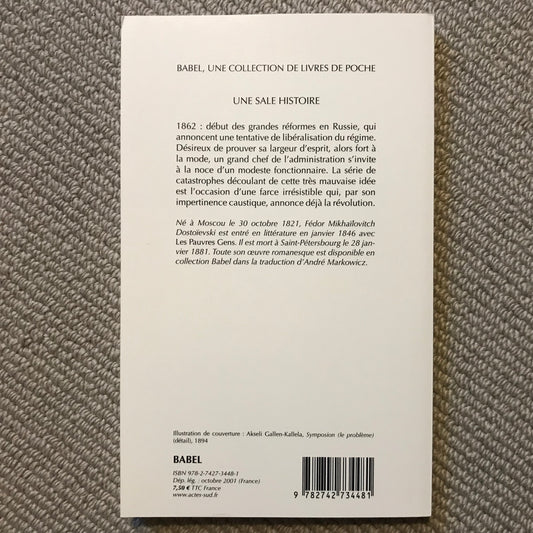 BABEL, UNE COLLECTION DE LIVRES DE POCHE
UNE SALE HISTOIRE
1862 : début des grandes réformes en Russie, qui
annoncent une tentative de libéralisation du régime.
Désireux de prouver sa largeur d'esprit, alors fort à
la mode, un grand chef de l'administration s'invite
à la noce d'un modeste fonctionnaire. La série de
catastrophes découlant de cette très mauvaise idée
est l'occasion d'une farce irrésistible qui, par son
impertinence caustique, annonce déjà la révolution.
Né à Moscou le 30 octobre 1821, Fédor Mikhaïlovitch
Dostoïevski est entré en littérature en janvier 1846 avec
Les Pauvres Gens. Il est mort à Saint-Pétersbourg le 28 jan-
vier 1881. Toute son œuvre romanesque est disponible en
collection Babel dans la traduction d'André Markowicz.
Illustration de couverture : Akseli Gallen-Kallela, Symposion (le problème)
(détail), 1894
BABEL
ISBN 978-2-7427-3448-1
Dép. lég. : octobre 2001 (France)
7,50 € TTC France
www.actes-sud.fr
9 782742 734481